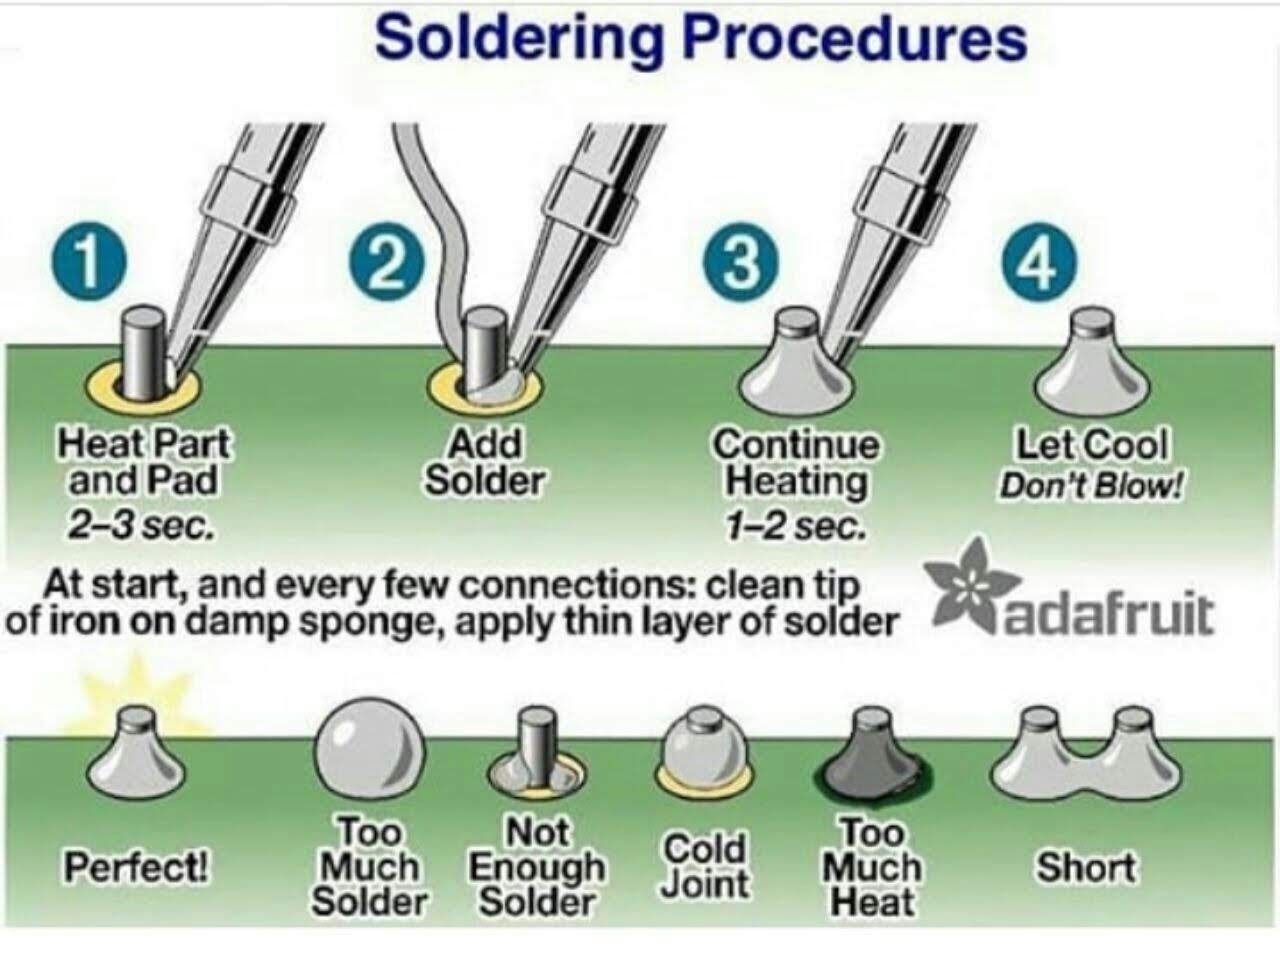 Soldering Procedures
1
2
3
4
Heat Part
and Pad
2–3 sec.
Add
Solder
Continue
Heating
1–2 sec.
Let Cool
Don't Blow!
At start, and every few connections: clean tip
of iron on damp sponge, apply thin layer of solder
adafruit
Perfect!
Too
Much
Solder
Not
Enough
Solder
Cold
Joint
Too
Much
Heat
Short